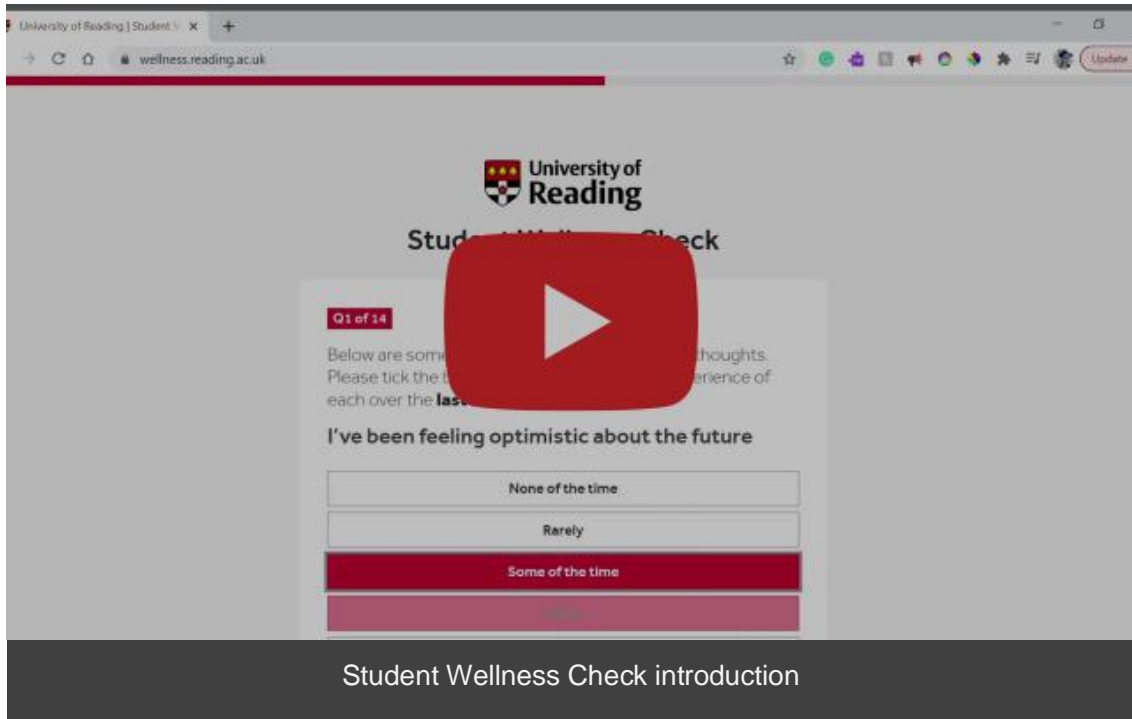 University of Reading | Student
wellness.reading.ac.uk
Update
University of
Reading
Stud eck
Q1 of 14
Below are some thoughts.
Please tick the erience of
each over the las
I've been feeling optimistic about the future
None of the time
Rarely
Some of the time
Student Wellness Check introduction